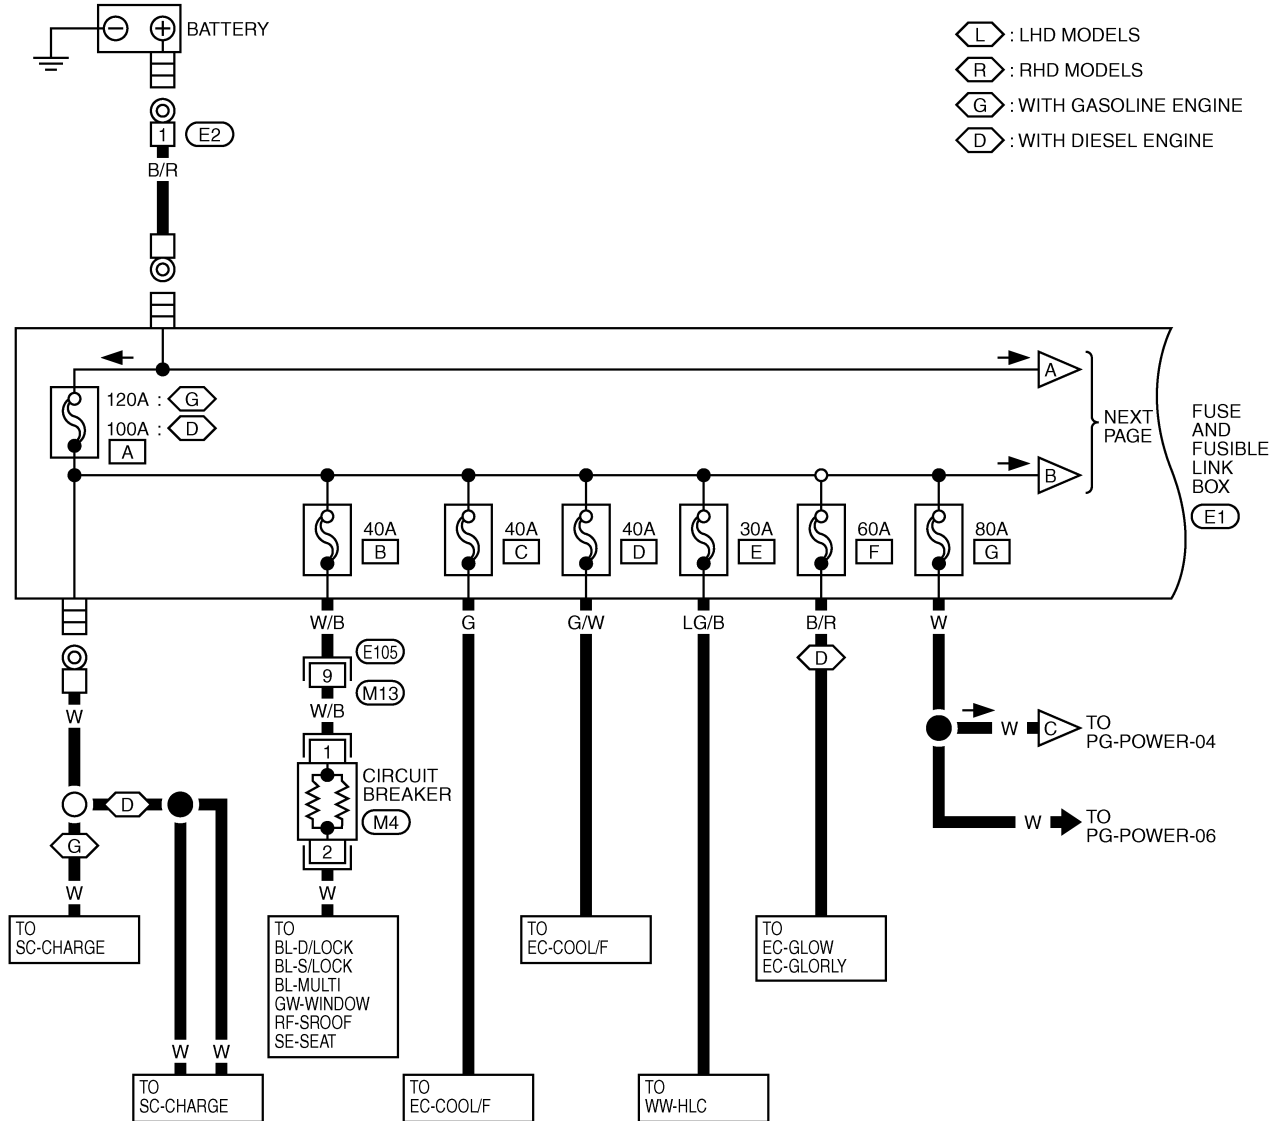 BATTERY
1
E2
B/R
L : LHD MODELS
R : RHD MODELS
G : WITH GASOLINE ENGINE
D : WITH DIESEL ENGINE
120A : G
100A : D
A
A
B
NEXT
PAGE
FUSE
AND
FUSIBLE
LINK
BOX
E1
40A
B
40A
C
40A
D
30A
E
60A
F
80A
G
W/B
G
G/W
LG/B
B/R
W
E105
9
M13
W/B
D
W
1
CIRCUIT
BREAKER
M4
2
W
W
C
TO
PG-POWER-04
W
TO
PG-POWER-06
D
G
W
TO
SC-CHARGE
TO
BL-D/LOCK
BL-S/LOCK
BL-MULTI
GW-WINDOW
RF-SROOF
SE-SEAT
TO
EC-COOL/F
TO
EC-GLOW
EC-GLORLY
W
W
TO
SC-CHARGE
TO
EC-COOL/F
TO
WW-HLC